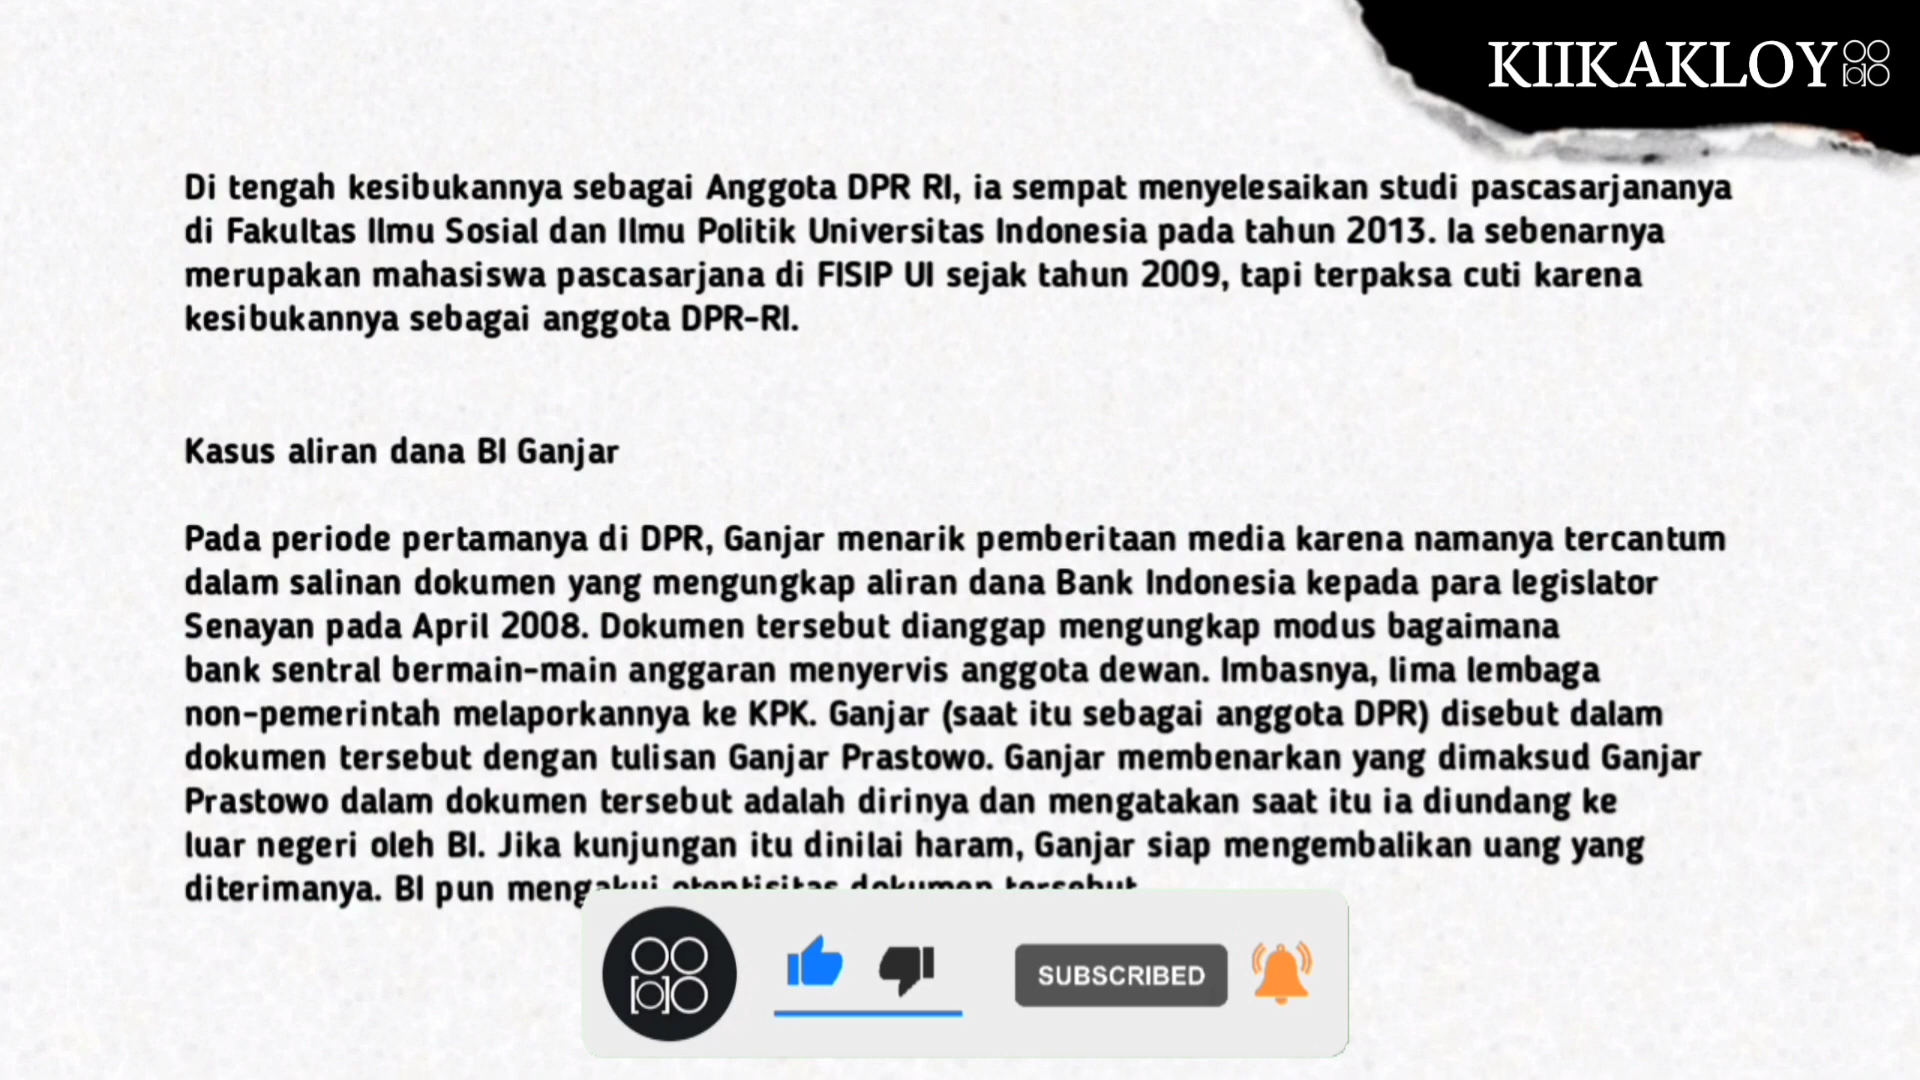 KIIKAKLOY
Di tengah kesibukannya sebagai Anggota DPR RI, ia sempat menyelesaikan studi pascasarjananya
di Fakultas Ilmu Sosial dan Ilmu Politik Universitas Indonesia pada tahun 2013. Ia sebenarnya
merupakan mahasiswa pascasarjana di FISIP UI sejak tahun 2009, tapi terpaksa cuti karena
kesibukannya sebagai anggota DPR-RI.
Kasus aliran dana BI Ganjar
Pada periode pertamanya di DPR, Ganjar menarik pemberitaan media karena namanya tercantum
dalam salinan dokumen yang mengungkap aliran dana Bank Indonesia kepada para legislator
Senayan pada April 2008. Dokumen tersebut dianggap mengungkap modus bagaimana
bank sentral bermain-main anggaran menyervis anggota dewan. Imbasnya, lima lembaga
non-pemerintah melaporkannya ke KPK. Ganjar (saat itu sebagai anggota DPR) disebut dalam
dokumen tersebut dengan tulisan Ganjar Prastowo. Ganjar membenarkan yang dimaksud Ganjar
Prastowo dalam dokumen tersebut adalah dirinya dan mengatakan saat itu ia diundang ke
luar negeri oleh BI. Jika kunjungan itu dinilai haram, Ganjar siap mengembalikan uang yang
diterimanya. BI pun mengakui otentisitas dokumen tersebut
SUBSCRIBED